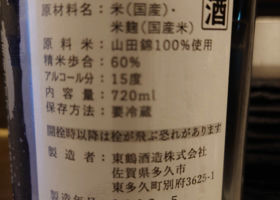 原材料名:米(国産)・
米麹(国産米)
酒
原料米:山田錦100%使用
精米歩合:60%
アルコール分:15度
内容量:720ml
保存方法:要冷蔵
開栓時以降は栓が飛ぶ恐れがあります
製造者:東鶴酒造株式会社
佐賀県多久市
東多久町別府3625-1